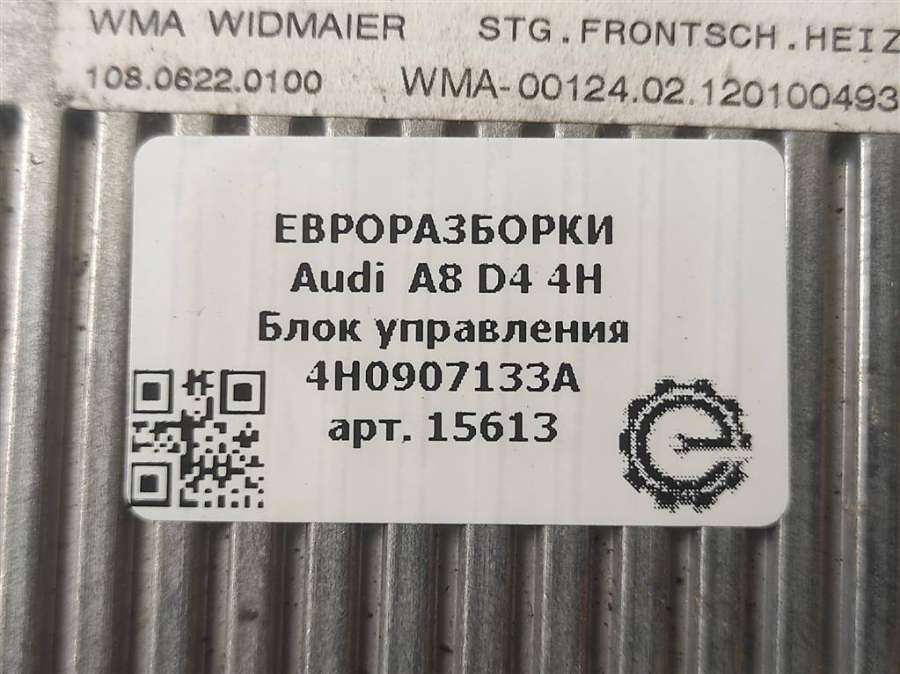 WMA WIDMAIER STG.FRONTSCH.HEIZ
108.0622.0100 WMA-00124.02.120100493
ЕВРОРАЗБОРКИ
Audi A8 D4 4H
Блок управления
4H0907133A
арт. 15613